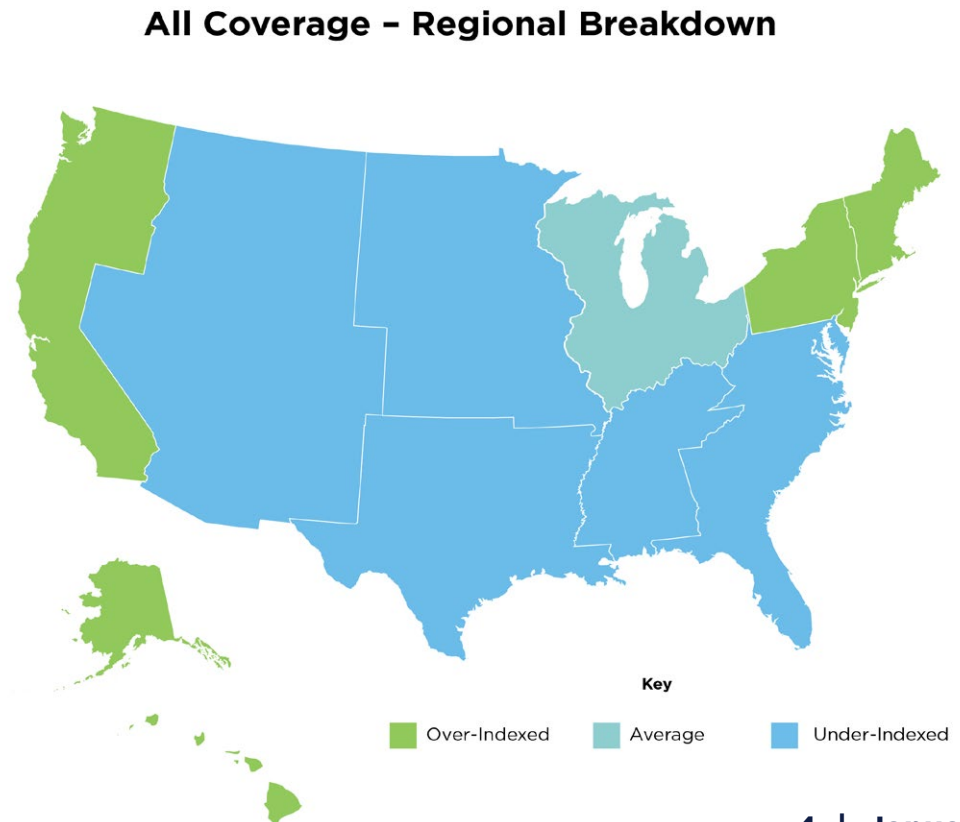 All Coverage – Regional Breakdown
Key
Over-Indexed
Average
Under-Indexed